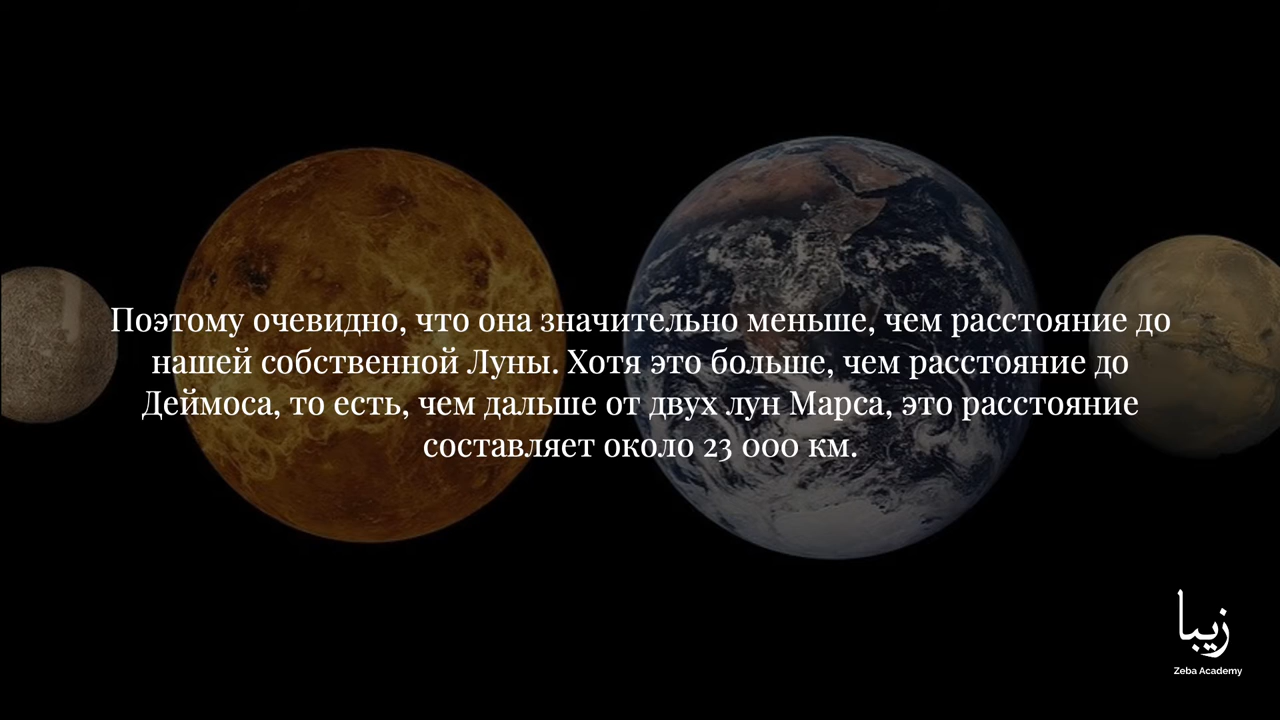 Поэтому очевидно, что она значительно меньше, чем расстояние до
нашей собственной Луны. Хотя это больше, чем расстояние до
Деймоса, то есть, чем дальше от двух лун Марса, это расстояние
составляет около 23 000 км.
زیبا
Zeba Academy